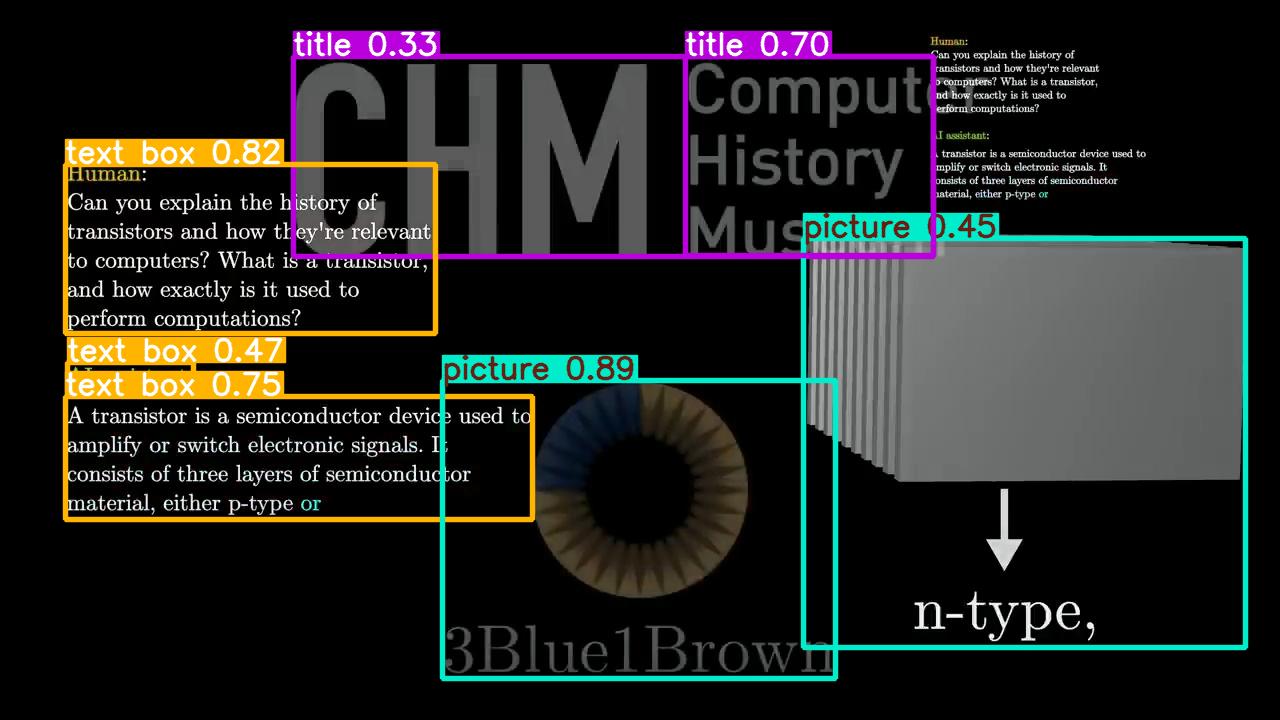 title 0.33
title 0.70
CHM
Computer
History
Mus
text box 0.82
Human:
Can you explain the history of
transistors and how they're relevant
to computers? What is a transistor,
and how exactly is it used to
perform computations?
text box 0.47
text box 0.75
A transistor is a semiconductor device used to
amplify or switch electronic signals. It
consists of three layers of semiconductor
material, either p-type or
Human:
Can you explain the history of
transistors and how they're relevant
to computers? What is a transistor,
and how exactly is it used to
perform computations?
AI assistant:
A transistor is a semiconductor device used to
amplify or switch electronic signals. It
consists of three layers of semiconductor
material, either p-type or
picture 0.45
n-type,
picture 0.89
3Blue1Brown